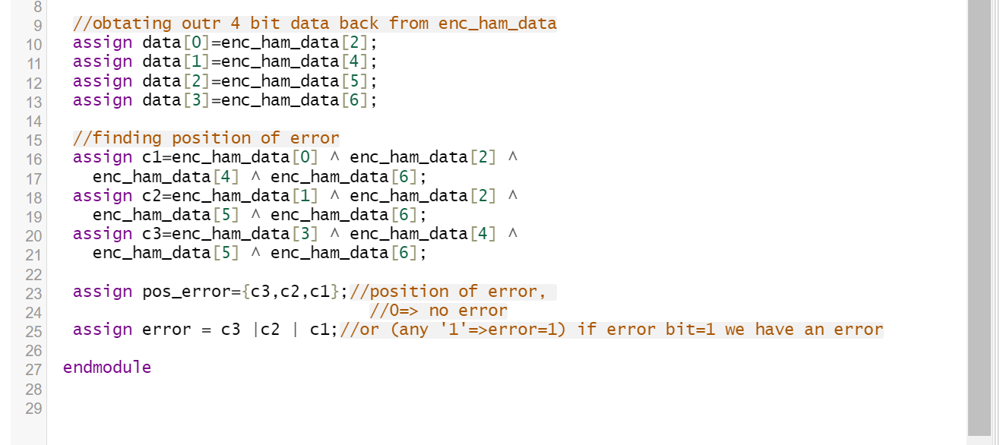 8
9 //obtating outr 4 bit data back from enc_ham_data
10 assign data[0]=enc_ham_data[2];
11 assign data[1]=enc_ham_data[4];
12 assign data[2]=enc_ham_data[5];
13 assign data[3]=enc_ham_data[6];
14
15 //finding position of error
16 assign c1=enc_ham_data[0] ^ enc_ham_data[2] ^
17 enc_ham_data[4] ^ enc_ham_data[6];
18 assign c2=enc_ham_data[1] ^ enc_ham_data[2] ^
19 enc_ham_data[5] ^ enc_ham_data[6];
20 assign c3=enc_ham_data[3] ^ enc_ham_data[4] ^
21 enc_ham_data[5] ^ enc_ham_data[6];
22
23 assign pos_error={c3,c2,c1};//position of error,
24 //0=> no error
25 assign error = c3 |c2 | c1;//or (any '1'=>error=1) if error bit=1 we have an error
26
27 endmodule
28
29